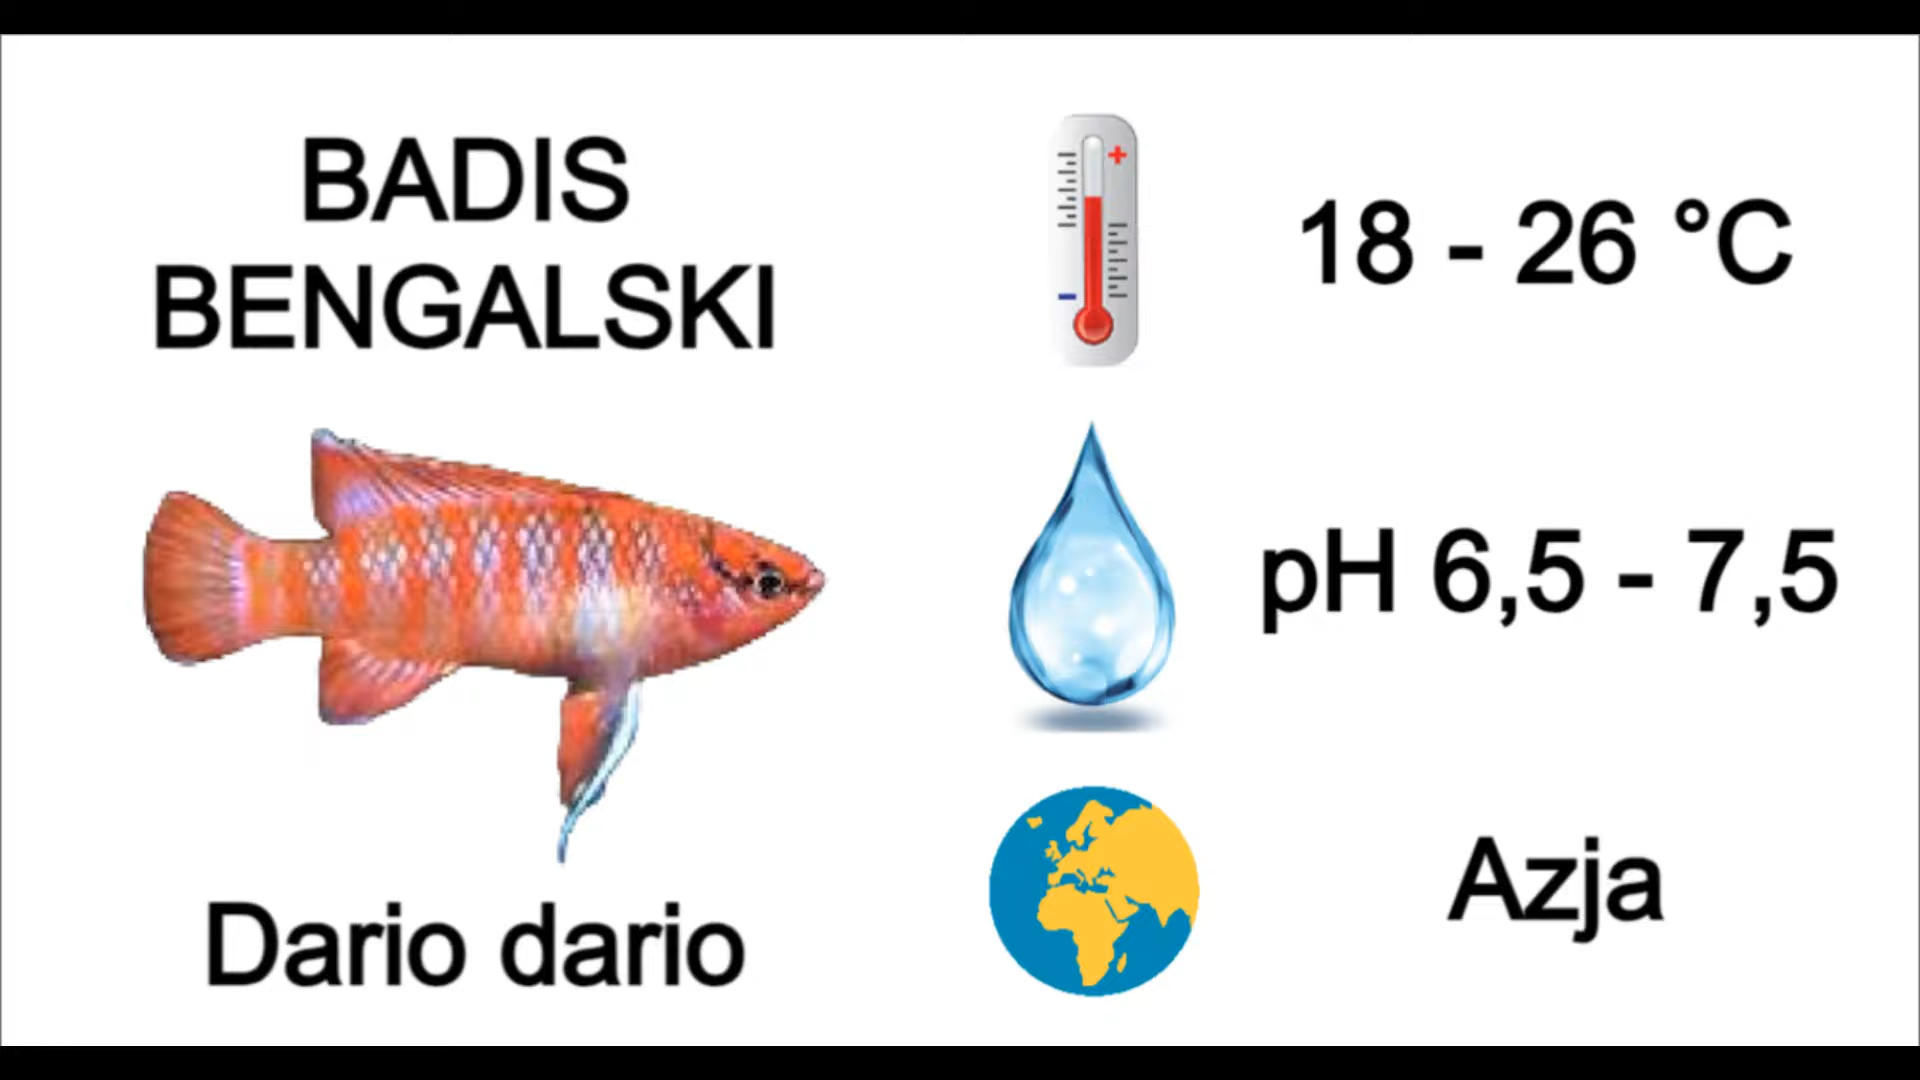 BADIS
BENGALSKI
18 - 26 °C
pH 6,5 - 7,5
Dario dario
Azja